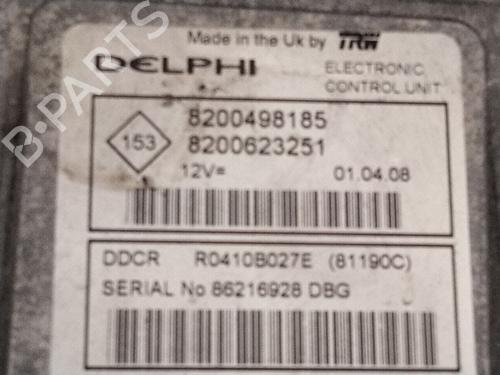 Made in the Uk by TRW
DELPHI ELECTRONIC
CONTROL UNIT
153
8200498185
8200623251
12V= 01.04.08
DDCR R0410B027E (81190C)
SERIAL No 86216928 DBG
B-PARTS